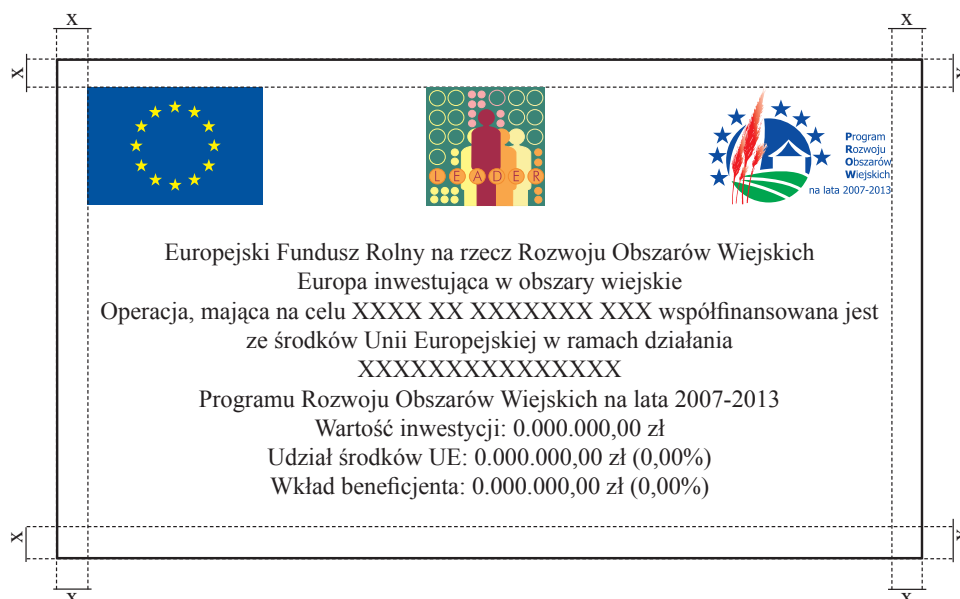 x x
x x
LEADER
Program
Rozwoju
Obszarów
Wiejskich
na lata 2007-2013
Europejski Fundusz Rolny na rzecz Rozwoju Obszarów Wiejskich
Europa inwestująca w obszary wiejskie
Operacja, mająca na celu XXXX XX XXXXXXX XXX współfinansowana jest
ze środków Unii Europejskiej w ramach działania
XXXXXXXXXXXXXXX
Programu Rozwoju Obszarów Wiejskich na lata 2007-2013
Wartość inwestycji: 0.000.000,00 zł
Udział środków UE: 0.000.000,00 zł (0,00%)
Wkład beneficjenta: 0.000.000,00 zł (0,00%)
x x
x x